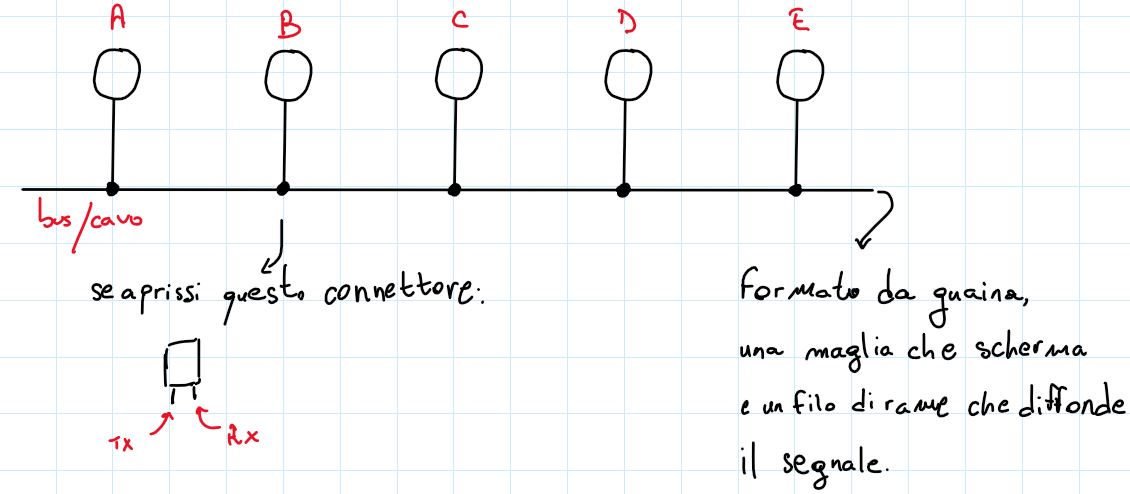 A B C D E
bus/cavo
se aprissi questo connettore:
TX
RX
formato da guaina,
una maglia che scherma
e un filo di rame che diffonde
il segnale.